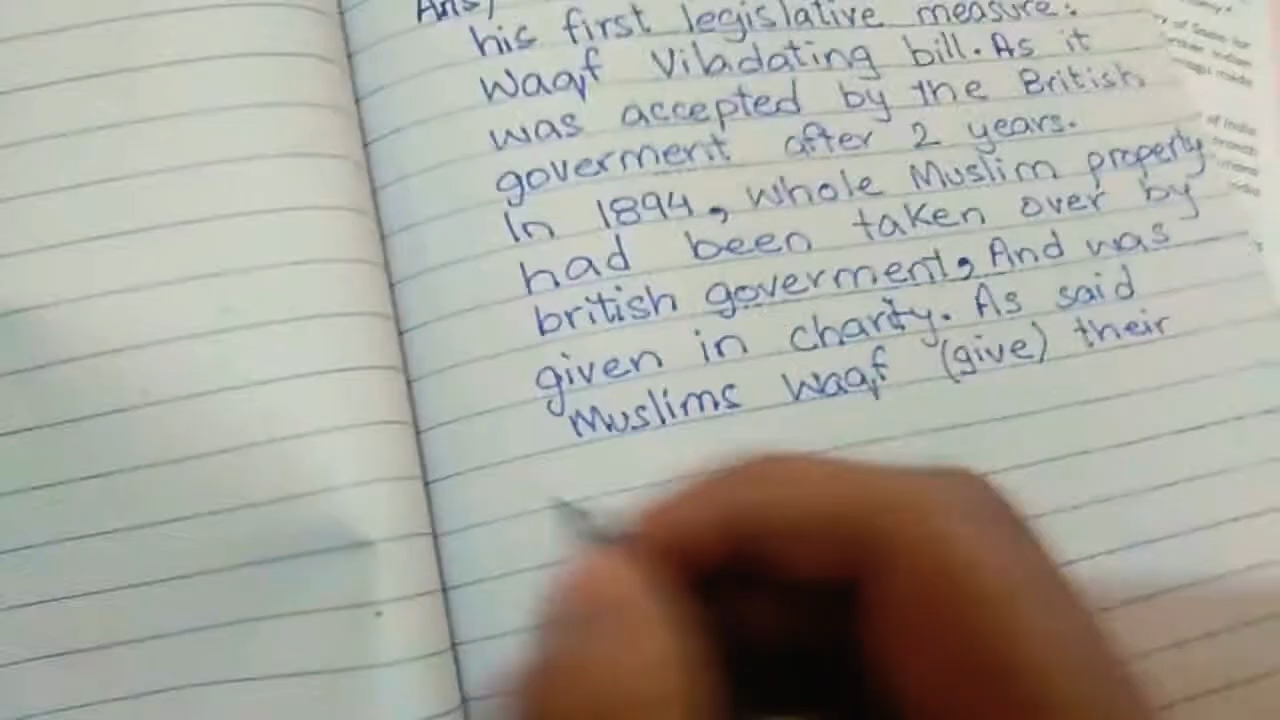 Ans)
his first legislative measure:
Waqf Viladating bill. As it
was accepted by the British
goverment after 2 years.
In 1894, whole Muslim property
had been taken over by
british goverment, And was
given in charity. As said
Muslims waqf (give) their